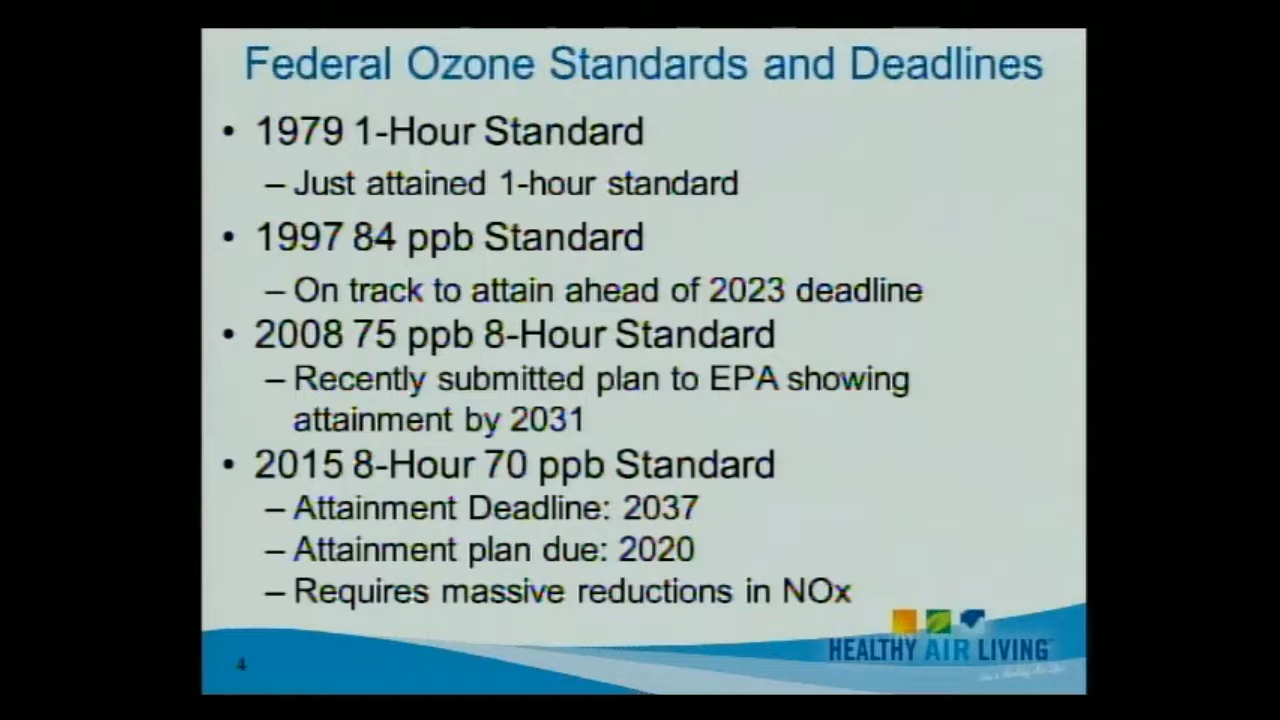 Federal Ozone Standards and Deadlines
• 1979 1-Hour Standard
– Just attained 1-hour standard
• 1997 84 ppb Standard
– On track to attain ahead of 2023 deadline
• 2008 75 ppb 8-Hour Standard
– Recently submitted plan to EPA showing
attainment by 2031
• 2015 8-Hour 70 ppb Standard
– Attainment Deadline: 2037
– Attainment plan due: 2020
– Requires massive reductions in NOx
HEALTHY AIR LIVING™
4